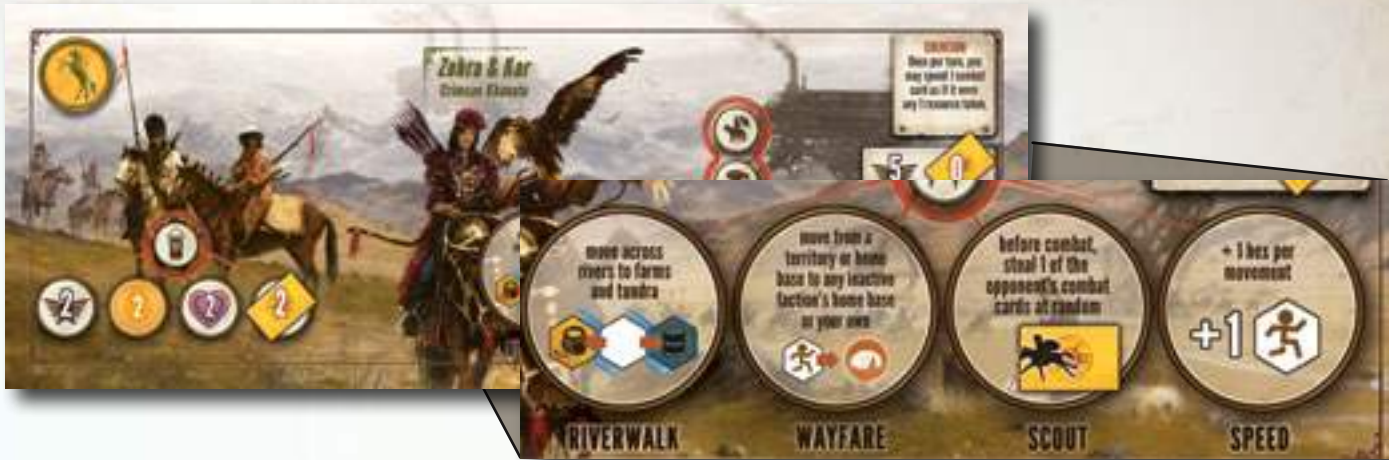 Zehra & Kar
Crimean Khanate
COERCION
Once per turn, you
may spend 1 combat
card as if it were
any 1 resource token.
5
0
2
2
2
2
move across
rivers to farms
and tundra
RIVERWALK
move from a
territory or home
base to any inactive
faction's home base
or your own
WAYFARE
before combat,
steal 1 of the
opponent's combat
cards at random
SCOUT
+ 1 hex per
movement
+1
SPEED